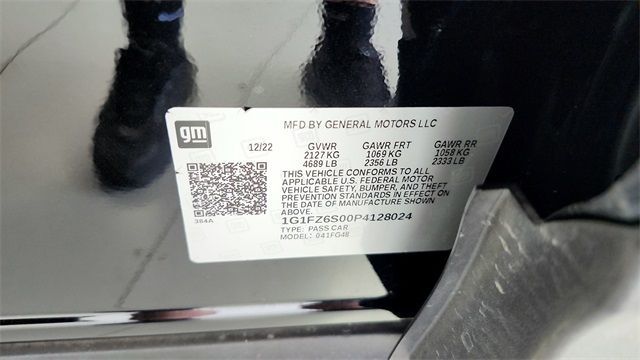 gm
MFD BY GENERAL MOTORS LLC
12/22 GVWR GAWR FRT GAWR RR
2127 KG 1069 KG 1058 KG
4689 LB 2356 LB 2333 LB
THIS VEHICLE CONFORMS TO ALL
APPLICABLE U.S. FEDERAL MOTOR
VEHICLE SAFETY, BUMPER, AND THEFT
PREVENTION STANDARDS IN EFFECT ON
THE DATE OF MANUFACTURE SHOWN
ABOVE.
384A
1G1FZ6S00P4128024
TYPE: PASS CAR
MODEL: 041FG48